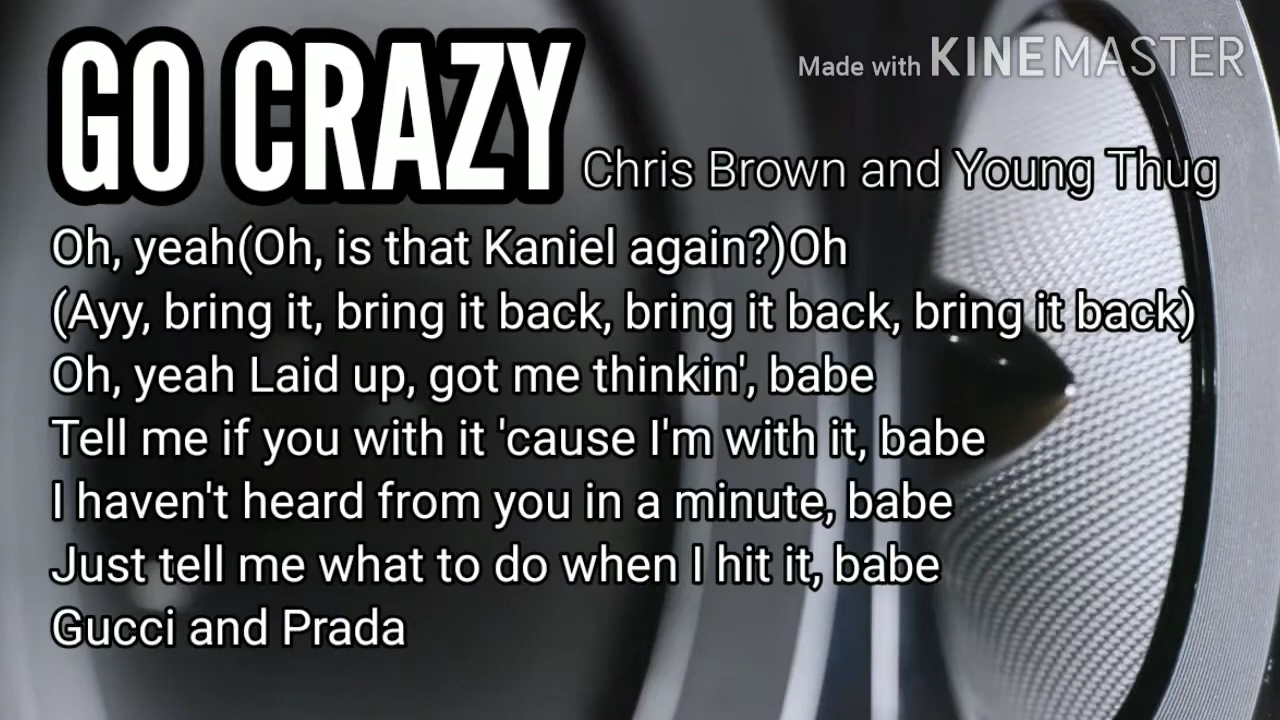 Made with KINEMASTER
GO CRAZY
Chris Brown and Young Thug
Oh, yeah(Oh, is that Kaniel again?)Oh
(Ayy, bring it, bring it back, bring it back, bring it back)
Oh, yeah Laid up, got me thinkin', babe
Tell me if you with it 'cause I'm with it, babe
I haven't heard from you in a minute, babe
Just tell me what to do when I hit it, babe
Gucci and Prada